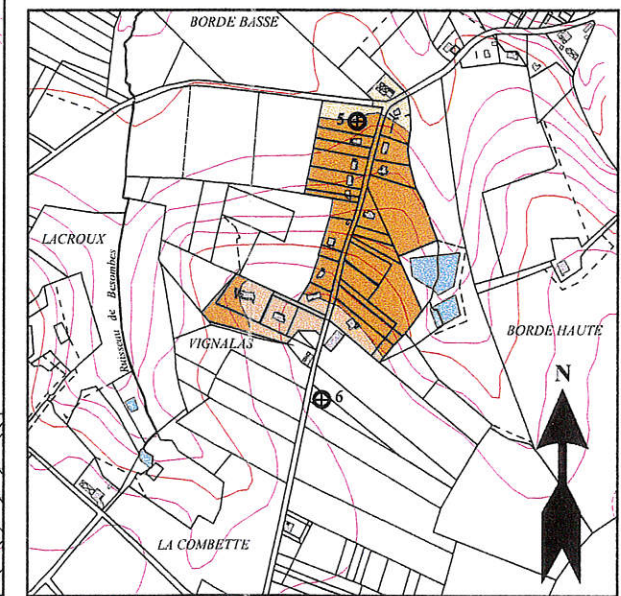 BORDE BASSE
5
LACROUX
Ruisseau de Besombes
VIGNALAS
BORDE HAUTE
N
6
LA COMBETTE